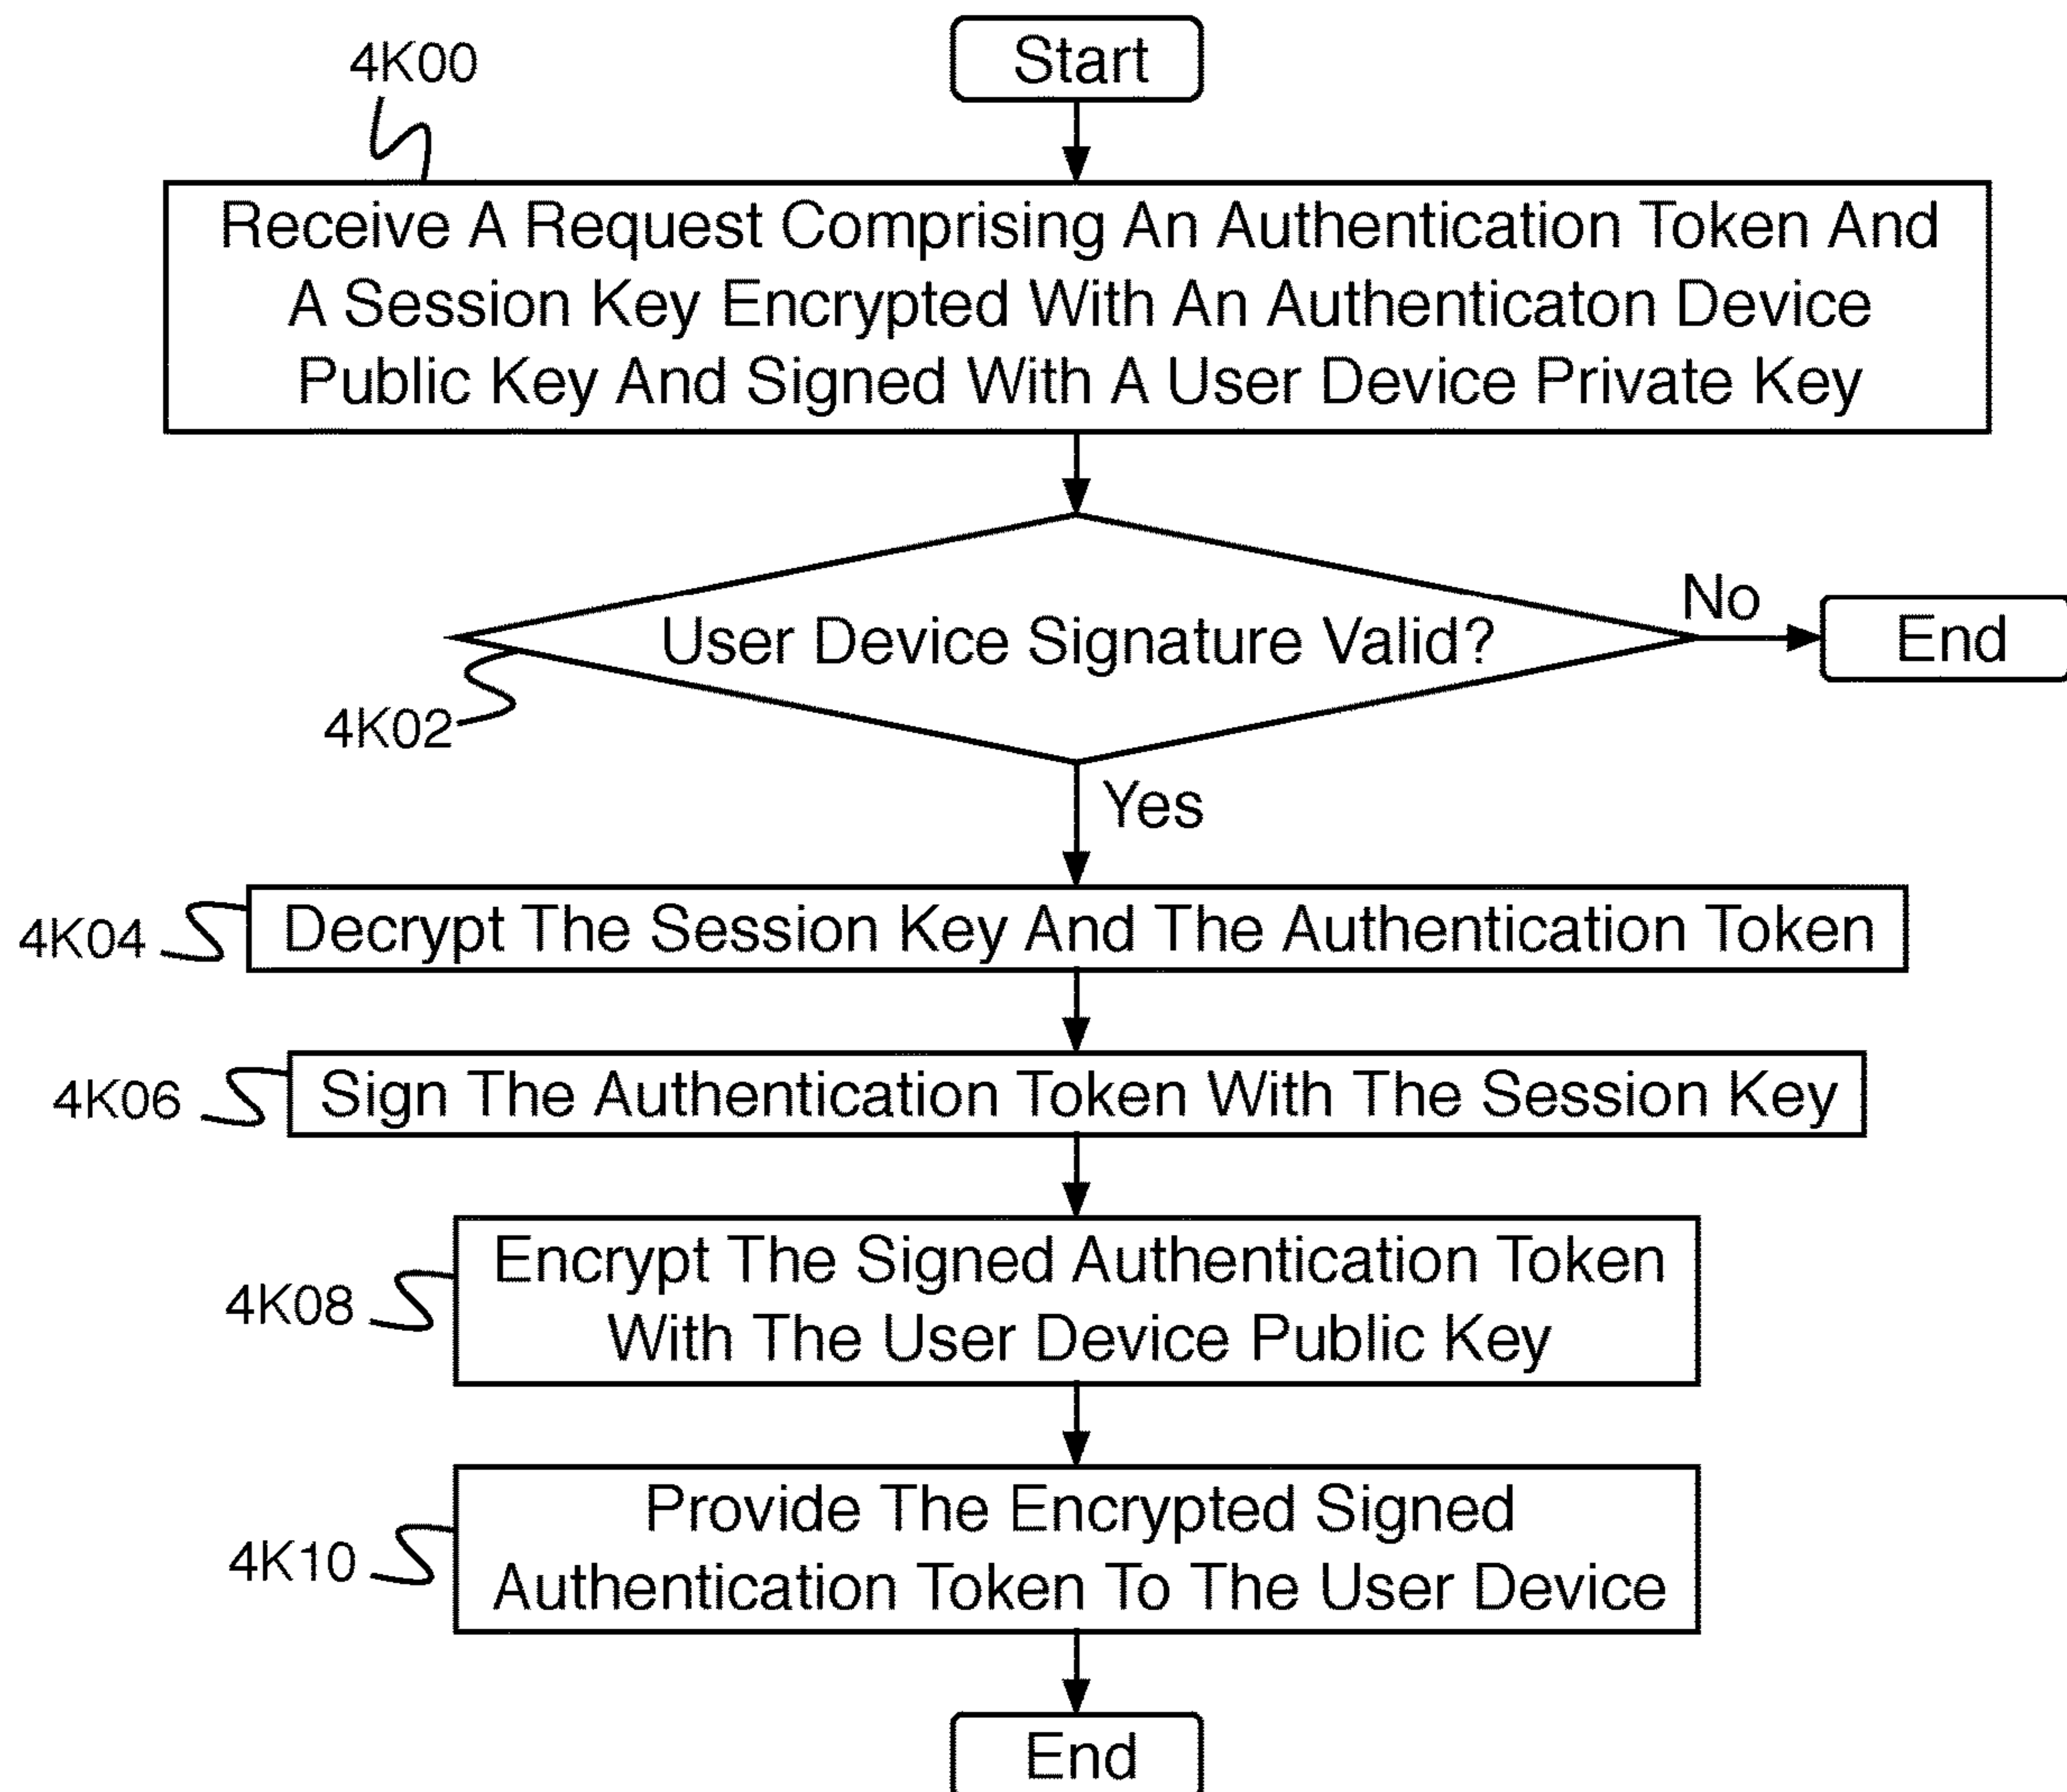 Start
4K00
Receive A Request Comprising An Authentication Token And
A Session Key Encrypted With An Authenticaton Device
Public Key And Signed With A User Device Private Key
User Device Signature Valid?
No
End
4K02
Yes
4K04
Decrypt The Session Key And The Authentication Token
4K06
Sign The Authentication Token With The Session Key
4K08
Encrypt The Signed Authentication Token
With The User Device Public Key
4K10
Provide The Encrypted Signed
Authentication Token To The User Device
End